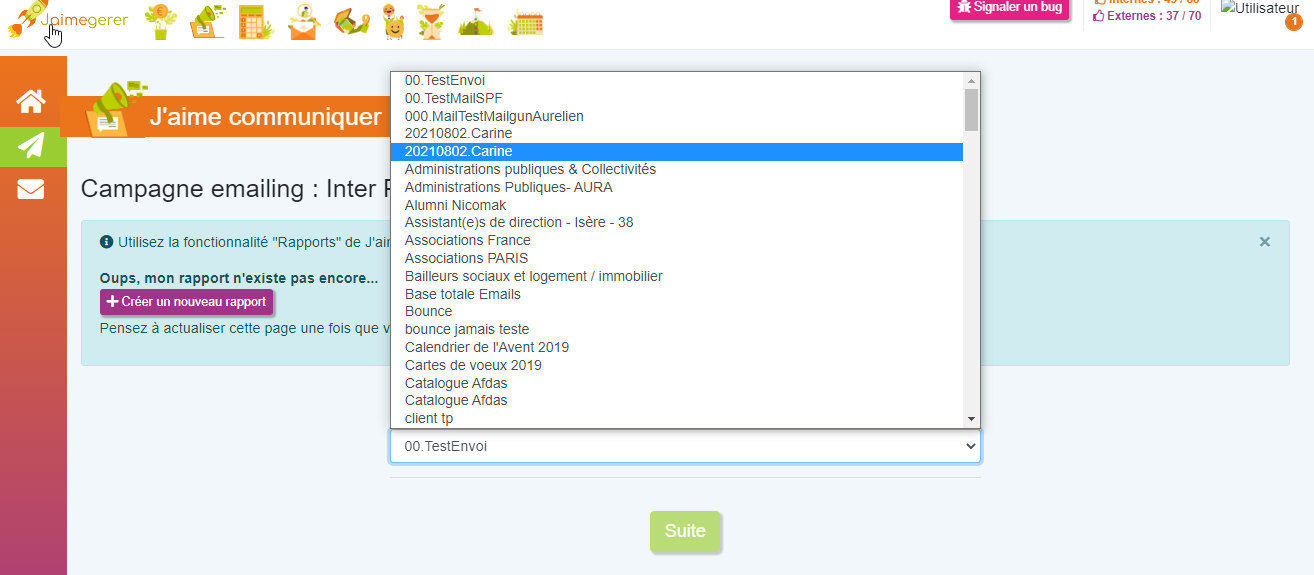 Jaimegerer
Signaler un bug
Externes : 37 / 70
Utilisateur
1
J'aime communiquer
Campagne emailing : Inter
Utilisez la fonctionnalité "Rapports" de J'ai
Oups, mon rapport n'existe pas encore...
Créer un nouveau rapport
Pensez à actualiser cette page une fois que v
×
00.TestEnvoi
00.TestMailSPF
000.MailTestMailgunAurelien
20210802.Carine
20210802.Carine
Administrations publiques & Collectivités
Administrations Publiques- AURA
Alumni Nicomak
Assistant(e)s de direction - Isère - 38
Associations France
Associations PARIS
Bailleurs sociaux et logement / immobilier
Base totale Emails
Bounce
bounce jamais teste
Calendrier de l'Avent 2019
Cartes de voeux 2019
Catalogue Afdas
Catalogue Afdas
client tp
00.TestEnvoi
Suite